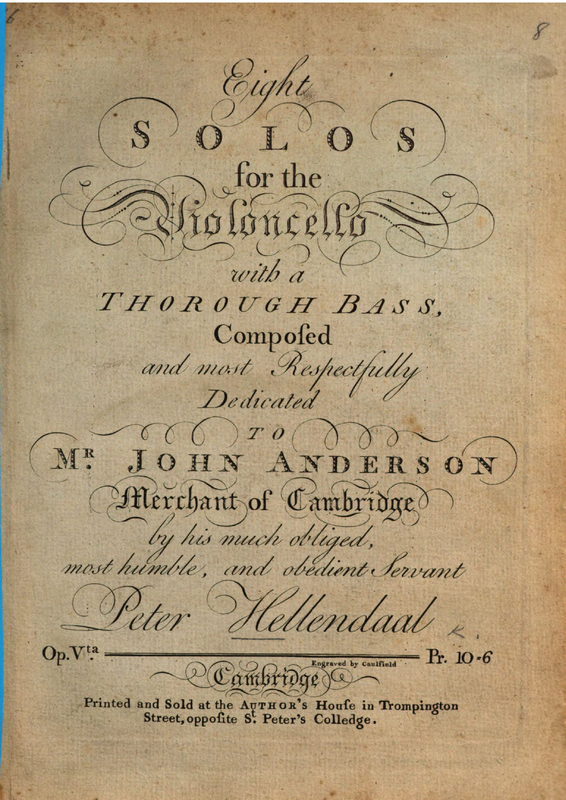 8
Eight
SOLOS
for the
Violoncello
with a
THOROUGH BASS,
Compoſed
and most Respectfully
Dedicated
TO
Mr. JOHN ANDERSON
Merchant of Cambridge
by his much obliged,
most humble, and obedient Servant
Peter Hellendaal
Op. Vta. Pr. 10=6
Engraved by Caulfield
Cambridge
Printed and Sold at the AUTHOR'S Houſe in Trompington
Street, oppoſite St. Peter's Colledge.